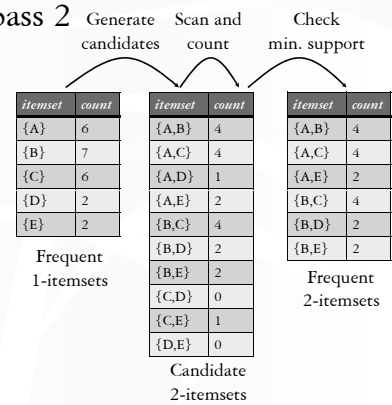 pass 2
Generate candidates
Scan and count
Check min. support
itemset count
{A} 6
{B} 7
{C} 6
{D} 2
{E} 2
Frequent
1-itemsets
itemset count
{A,B} 4
{A,C} 4
{A,D} 1
{A,E} 2
{B,C} 4
{B,D} 2
{B,E} 2
{C,D} 0
{C,E} 1
{D,E} 0
Candidate
2-itemsets
itemset count
{A,B} 4
{A,C} 4
{A,E} 2
{B,C} 4
{B,D} 2
{B,E} 2
Frequent
2-itemsets